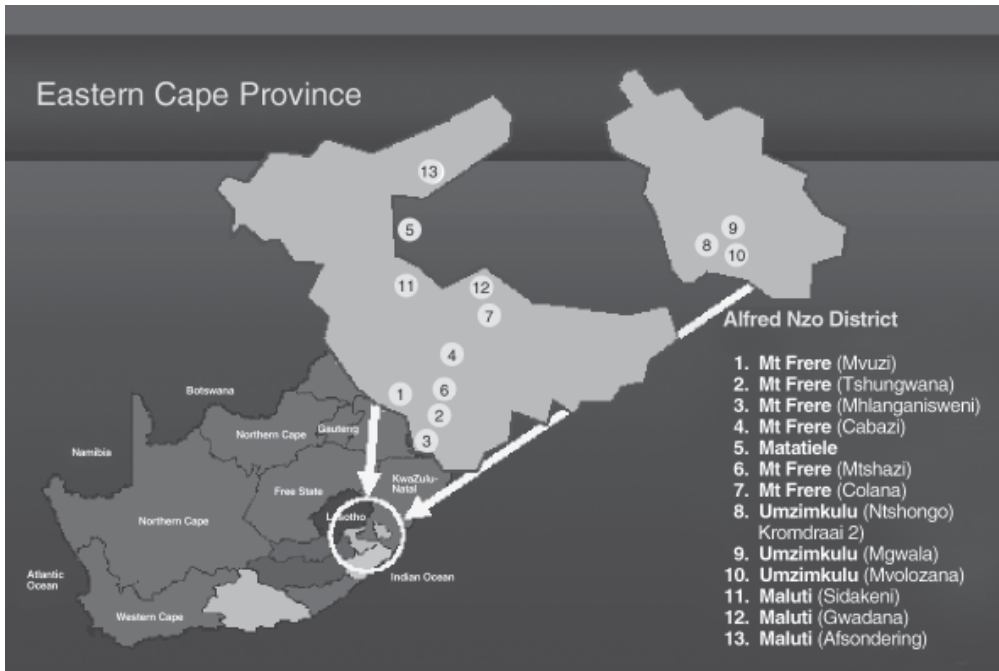 Eastern Cape Province
13
5
11
12
7
4
1
6
2
3
9
8
10
Botswana
Namibia
Northern Cape
Gauteng
Free State
KwaZulu-
Natal
Lesotho
Northern Cape
Atlantic
Ocean
Indian Ocean
Western Cape
Alfred Nzo District
1. Mt Frere (Mvuzi)
2. Mt Frere (Tshungwana)
3. Mt Frere (Mhlanganisweni)
4. Mt Frere (Cabazi)
5. Matatiele
6. Mt Frere (Mtshazi)
7. Mt Frere (Colana)
8. Umzimkulu (Ntshongo)
Kromdraai 2)
9. Umzimkulu (Mgwala)
10. Umzimkulu (Mvolozana)
11. Maluti (Sidakeni)
12. Maluti (Gwadana)
13. Maluti (Afsondering)